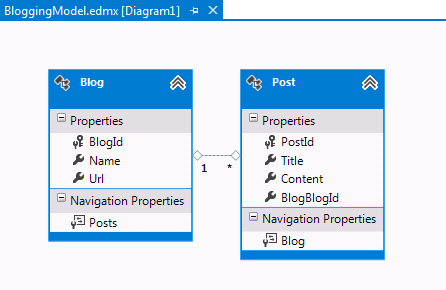 BloggingModel.edmx [Diagram1]
Blog
Properties
BlogId
Name
Url
Navigation Properties
Posts
1
*
Post
Properties
PostId
Title
Content
BlogBlogId
Navigation Properties
Blog